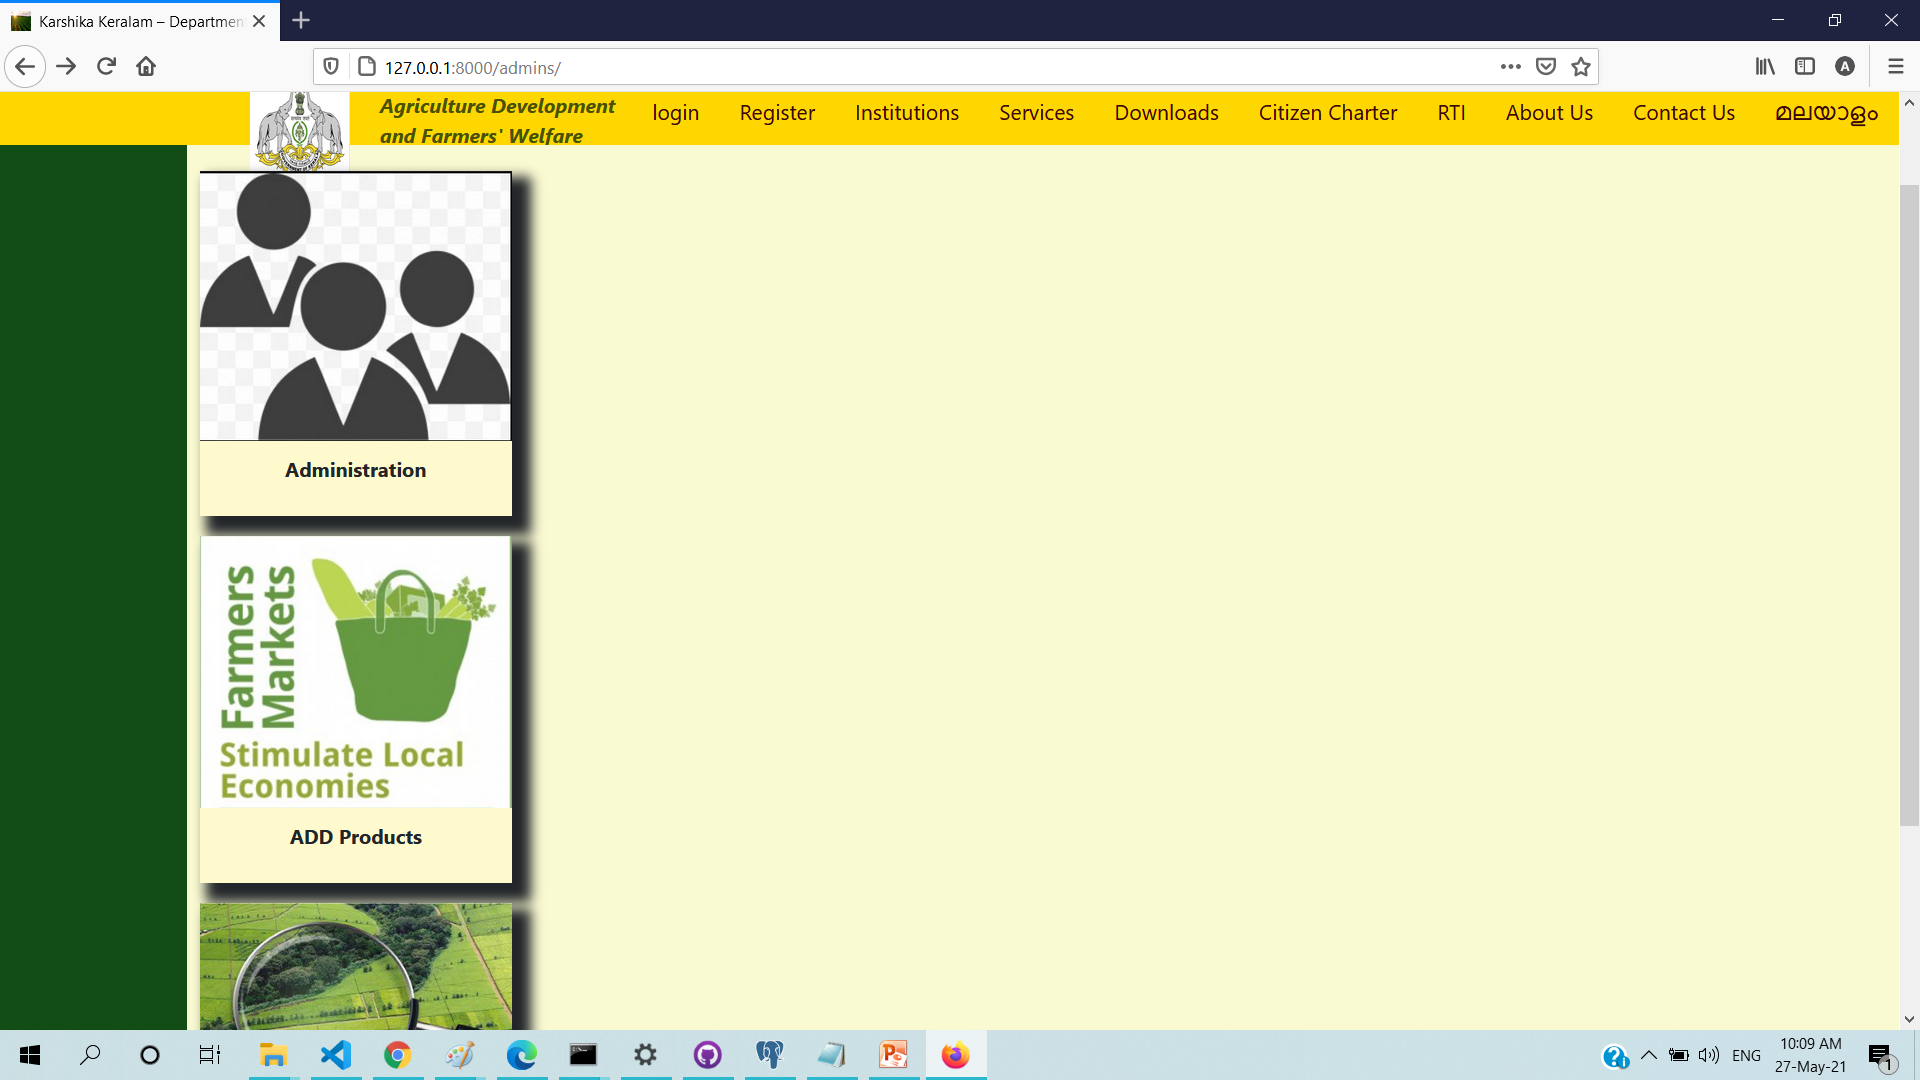 Karshika Keralam – Departmen
127.0.0.1:8000/admins/
Agriculture Development
and Farmers' Welfare
login
Register
Institutions
Services
Downloads
Citizen Charter
RTI
About Us
Contact Us
മലയാളം
Administration
Farmers
Markets
Stimulate Local
Economies
ADD Products
ENG
10:09 AM
27-May-21
1